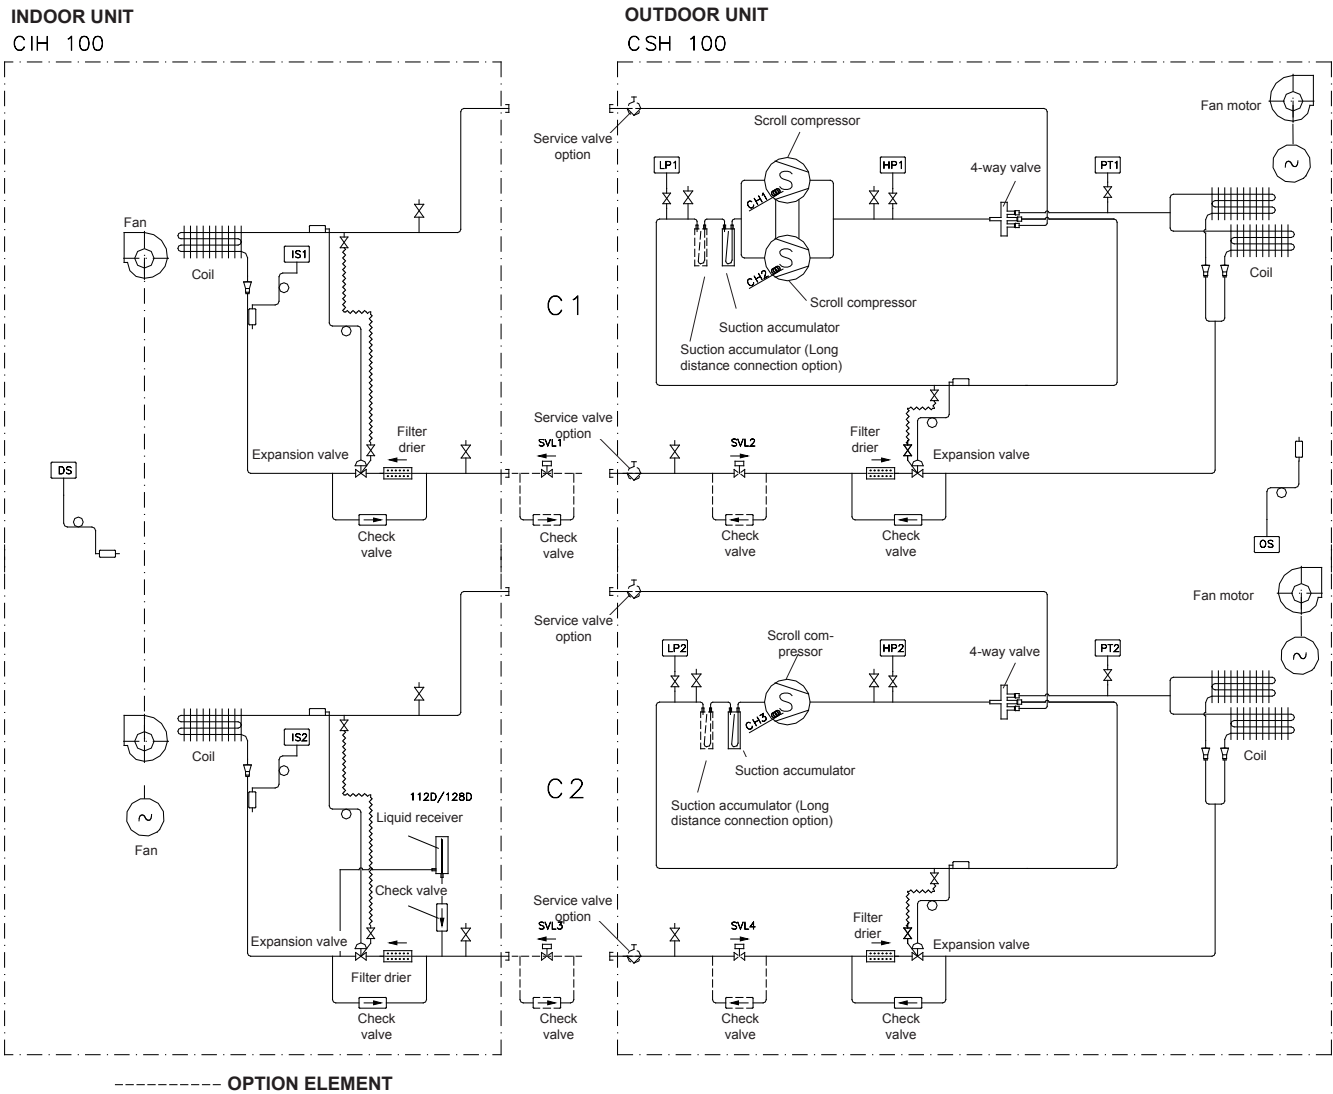 INDOOR UNIT
CIH 100
OUTDOOR UNIT
CSH 100
Fan motor
Scroll compressor
Service valve
option
LP1
HP1
4-way valve
PT1
CH1
Fan
IS1
Coil
CH2
Coil
C1
Scroll compressor
Suction accumulator
Suction accumulator (Long
distance connection option)
Service valve
option
Filter
drier
Expansion valve
SVL1
SVL2
Filter
drier
Expansion valve
DS
Check
valve
Check
valve
Check
valve
Check
valve
OS
Fan motor
Service valve
option
Scroll com-
pressor
LP2
HP2
4-way valve
PT2
CH3
IS2
Coil
Coil
C2
Suction accumulator
Suction accumulator (Long
distance connection option)
112D/128D
Liquid receiver
Fan
Check valve
Service valve
option
Expansion valve
SVL3
SVL4
Filter
drier
Expansion valve
Filter drier
Check
valve
Check
valve
Check
valve
Check
valve
OPTION ELEMENT